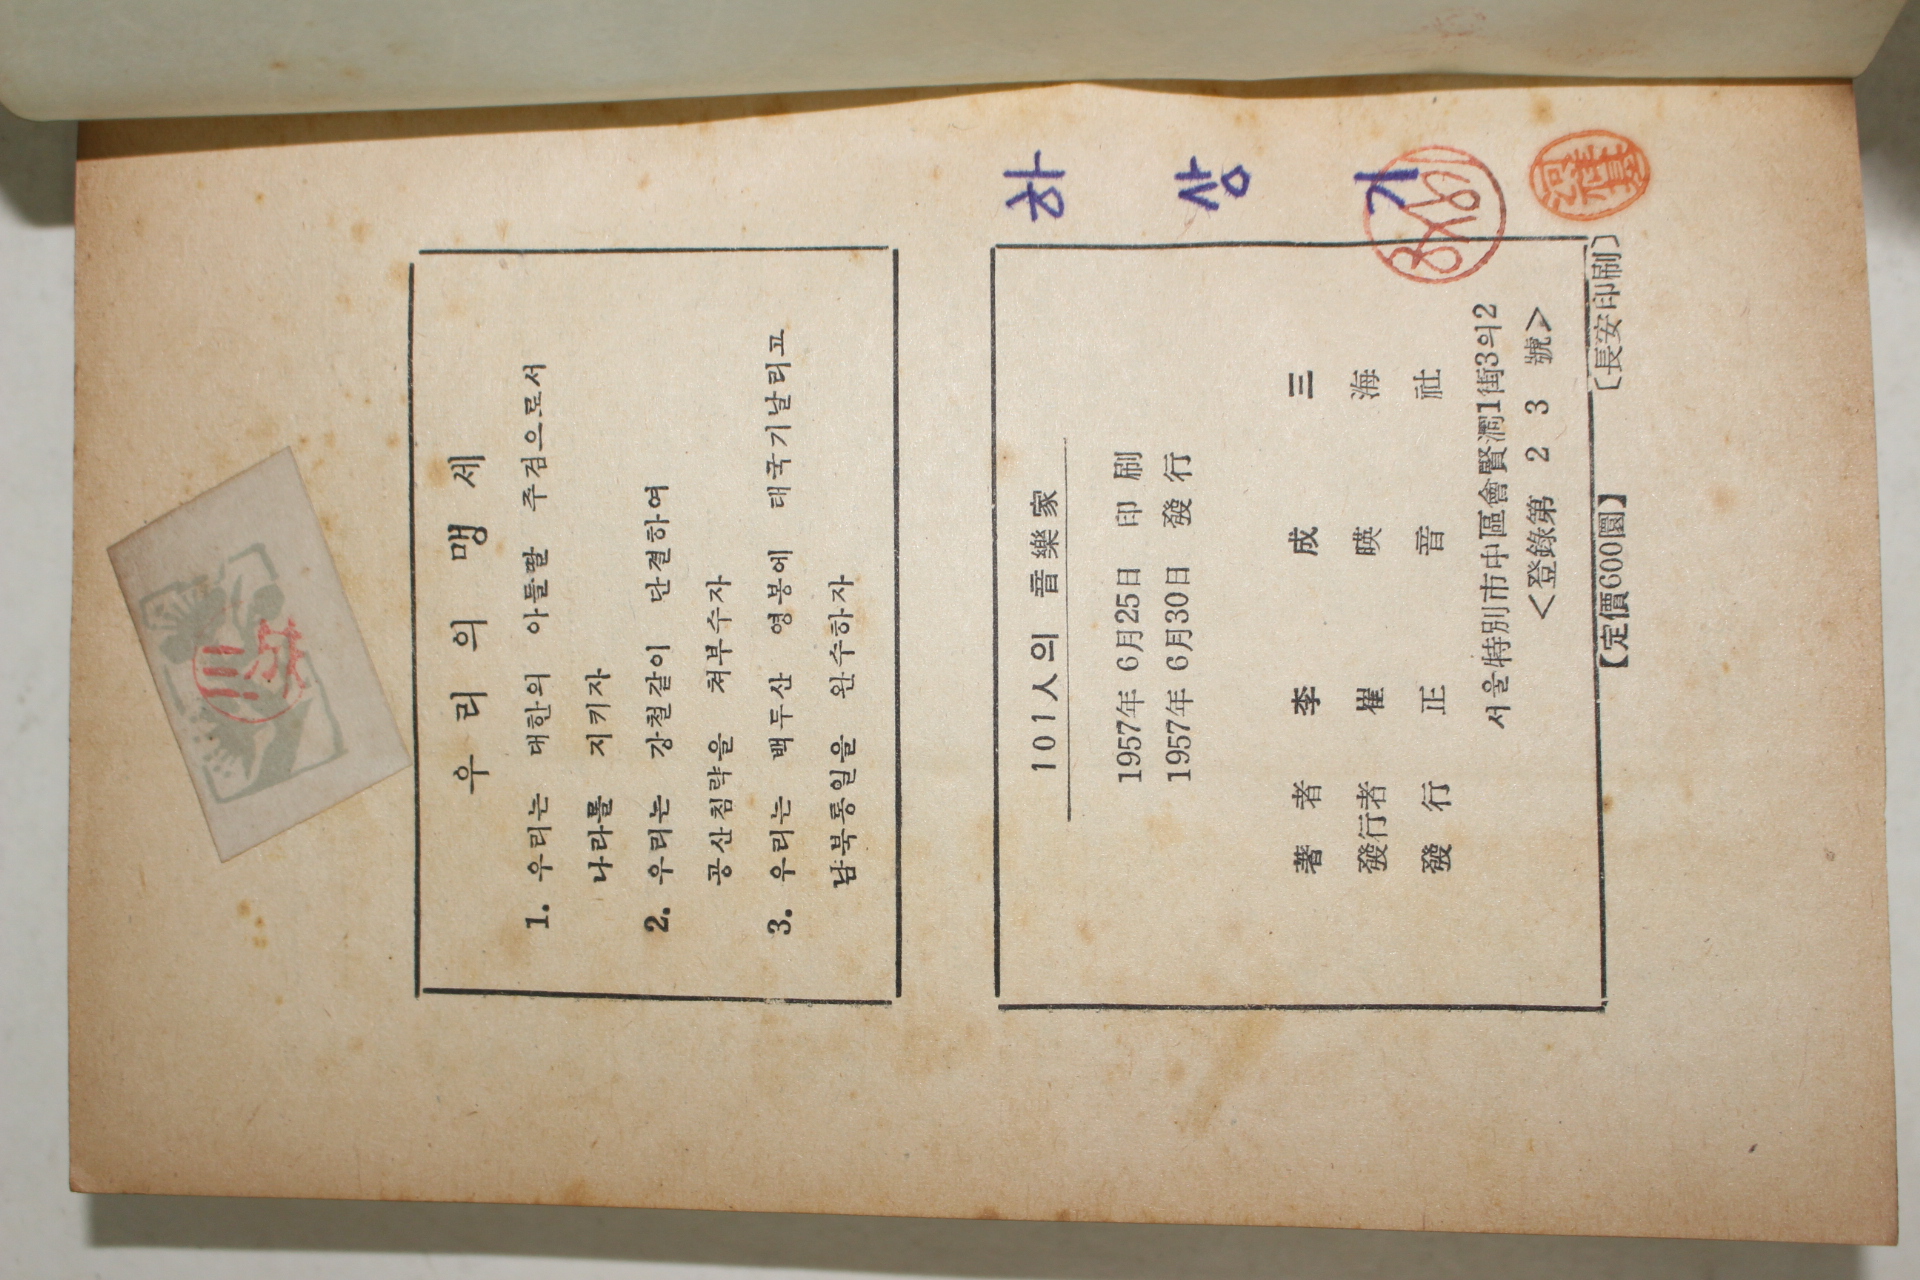 우리의 맹세
1. 우리는 대한의 아들딸 주검으로서
나라를 지키자
2. 우리는 강철같이 단결하여
공산침략을 쳐부수자
3. 우리는 백두산 영봉에 태국기날리고
남북통일을 완수하자
101人의 音樂家
1957年 6月25日 印刷
1957年 6月30日 發行
著者 李成三
發行者 崔暎海
發行 正音社
서울特別市中區會賢洞1街3의2
<登錄第 23 號>
【定價600圜】 〔長安印刷〕
하상기